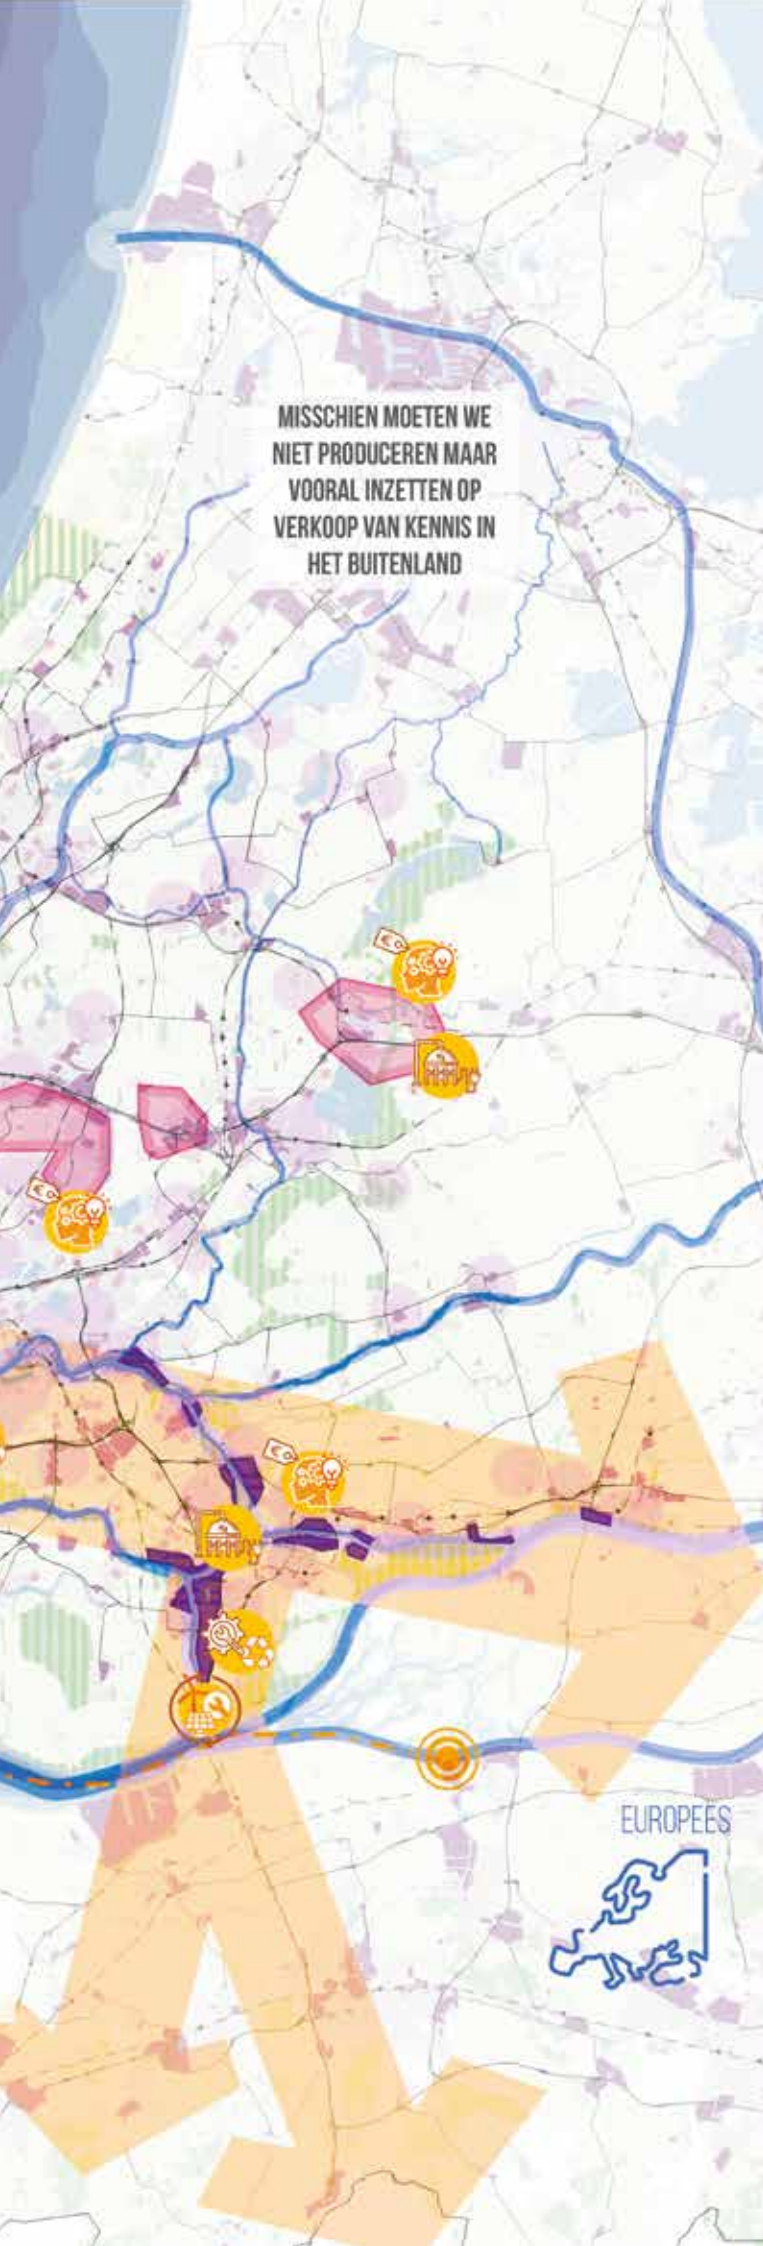 MISSCHIEN MOETEN WE
NIET PRODUCEREN MAAR
VOORAL INZETTEN OP
VERKOOP VAN KENNIS IN
HET BUITENLAND
EUROPEES